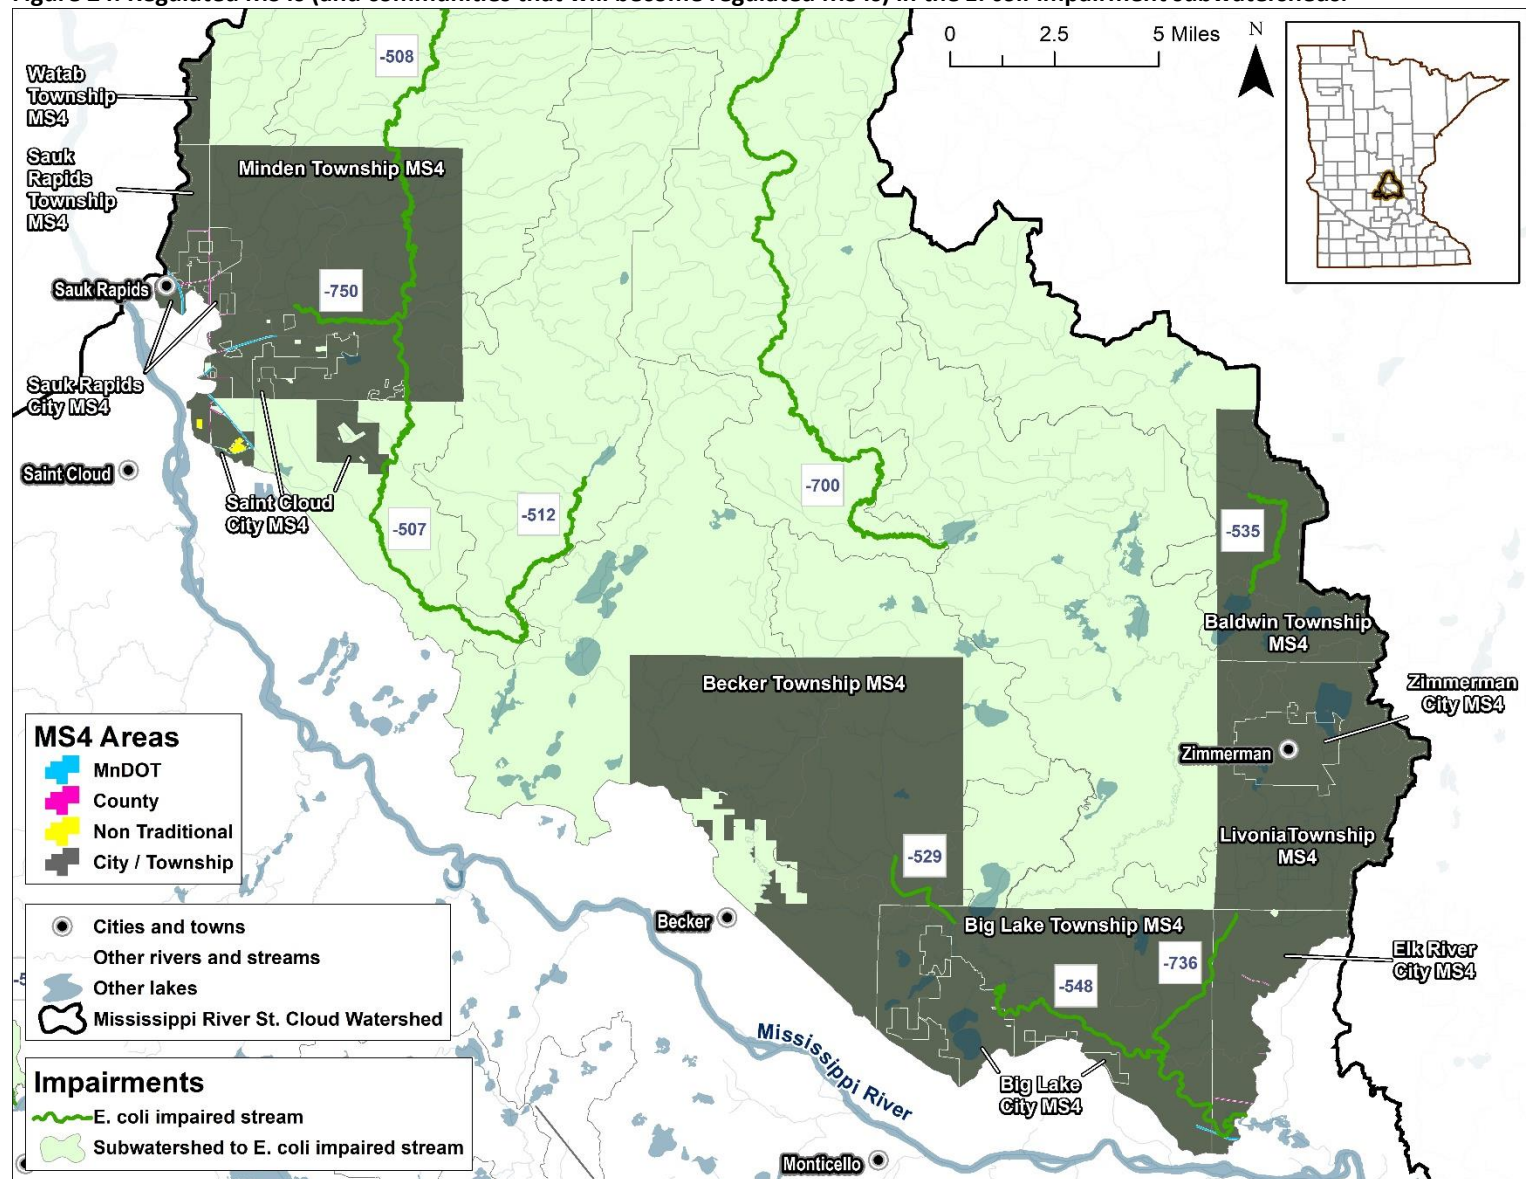 -508
0 2.5 5 Miles
N
Watab
Township
MS4
Sauk
Rapids
Township
MS4
Minden Township MS4
Sauk Rapids
-750
Sauk Rapids
City MS4
Saint Cloud
Saint Cloud
City MS4
-507
-512
-700
-535
Baldwin Township
MS4
Becker Township MS4
Zimmerman
City MS4
Zimmerman
LivoniaTownship
MS4
-529
Becker
Big Lake Township MS4
-736
-548
Elk River
City MS4
Big Lake
City MS4
Mississippi River
Monticello
MS4 Areas
MnDOT
County
Non Traditional
City / Township
Cities and towns
Other rivers and streams
Other lakes
Mississippi River St. Cloud Watershed
Impairments
E. coli impaired stream
Subwatershed to E. coli impaired stream